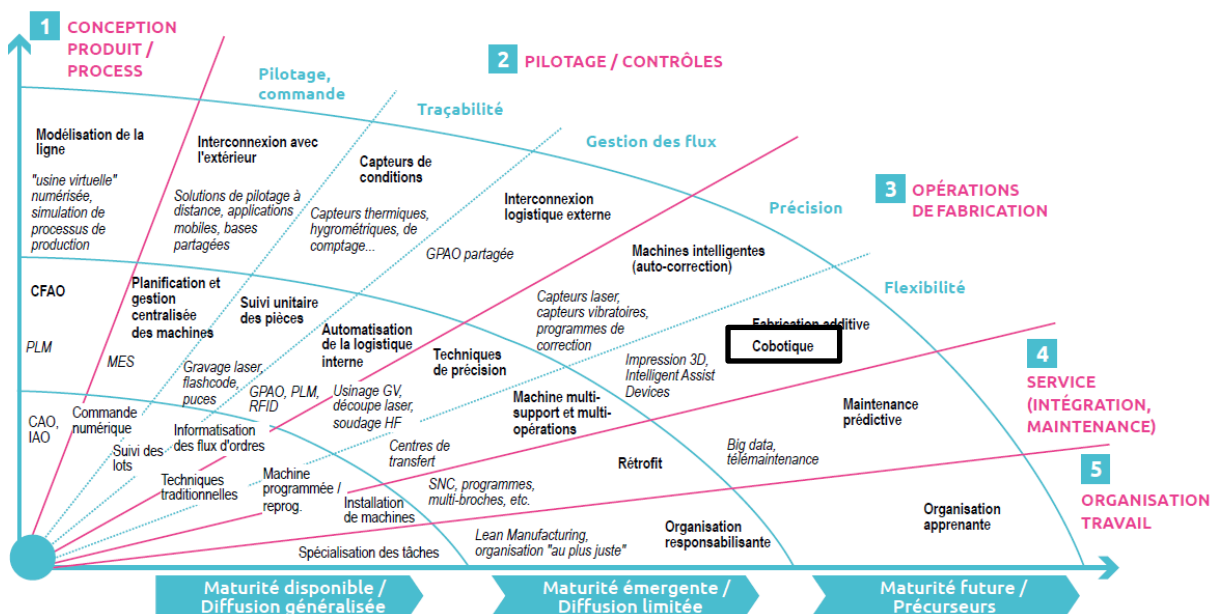 1
CONCEPTION
PRODUIT /
PROCESS
2
PILOTAGE / CONTRÔLES
Pilotage,
commande
Traçabilité
Gestion des flux
3
OPÉRATIONS
DE FABRICATION
Précision
Flexibilité
Modélisation de la
ligne
"usine virtuelle"
numérisée,
simulation de
processus de
production
Interconnexion avec
l'extérieur
Solutions de pilotage à
distance, applications
mobiles, bases
partagées
Capteurs de
conditions
Capteurs thermiques,
hygrométriques, de
comptage...
Interconnexion
logistique externe
GPAO partagée
Machines intelligentes
(auto-correction)
Capteurs laser,
capteurs vibratoires,
programmes de
correction
Fabrication additive
Cobotique
Impression 3D,
Intelligent Assist
Devices
CFAO
PLM
Planification et
gestion
centralisée
des machines
MES
Suivi unitaire
des pièces
Gravage laser,
flashcode,
puces
Automatisation
de la logistique
interne
GPAO, PLM,
RFID
Techniques
de précision
Usinage GV,
découpe laser,
soudage HF
Machine multi-
support et multi-
opérations
Centres de
transfert
4
SERVICE
(INTÉGRATION,
MAINTENANCE)
Maintenance
prédictive
Big data,
télémaintenance
Rétrofit
SNC, programmes,
multi-broches, etc.
CAO,
IAO
Commande
numérique
Suivi des
lots
Informatisation
des flux d'ordres
Techniques
traditionnelles
Machine
programmée /
reprog.
Installation
de machines
Spécialisation des tâches
Lean Manufacturing,
organisation "au plus juste"
Organisation
responsabilisante
Organisation
apprenante
5
ORGANISATION
TRAVAIL
Maturité disponible /
Diffusion généralisée
Maturité émergente /
Diffusion limitée
Maturité future /
Précurseurs